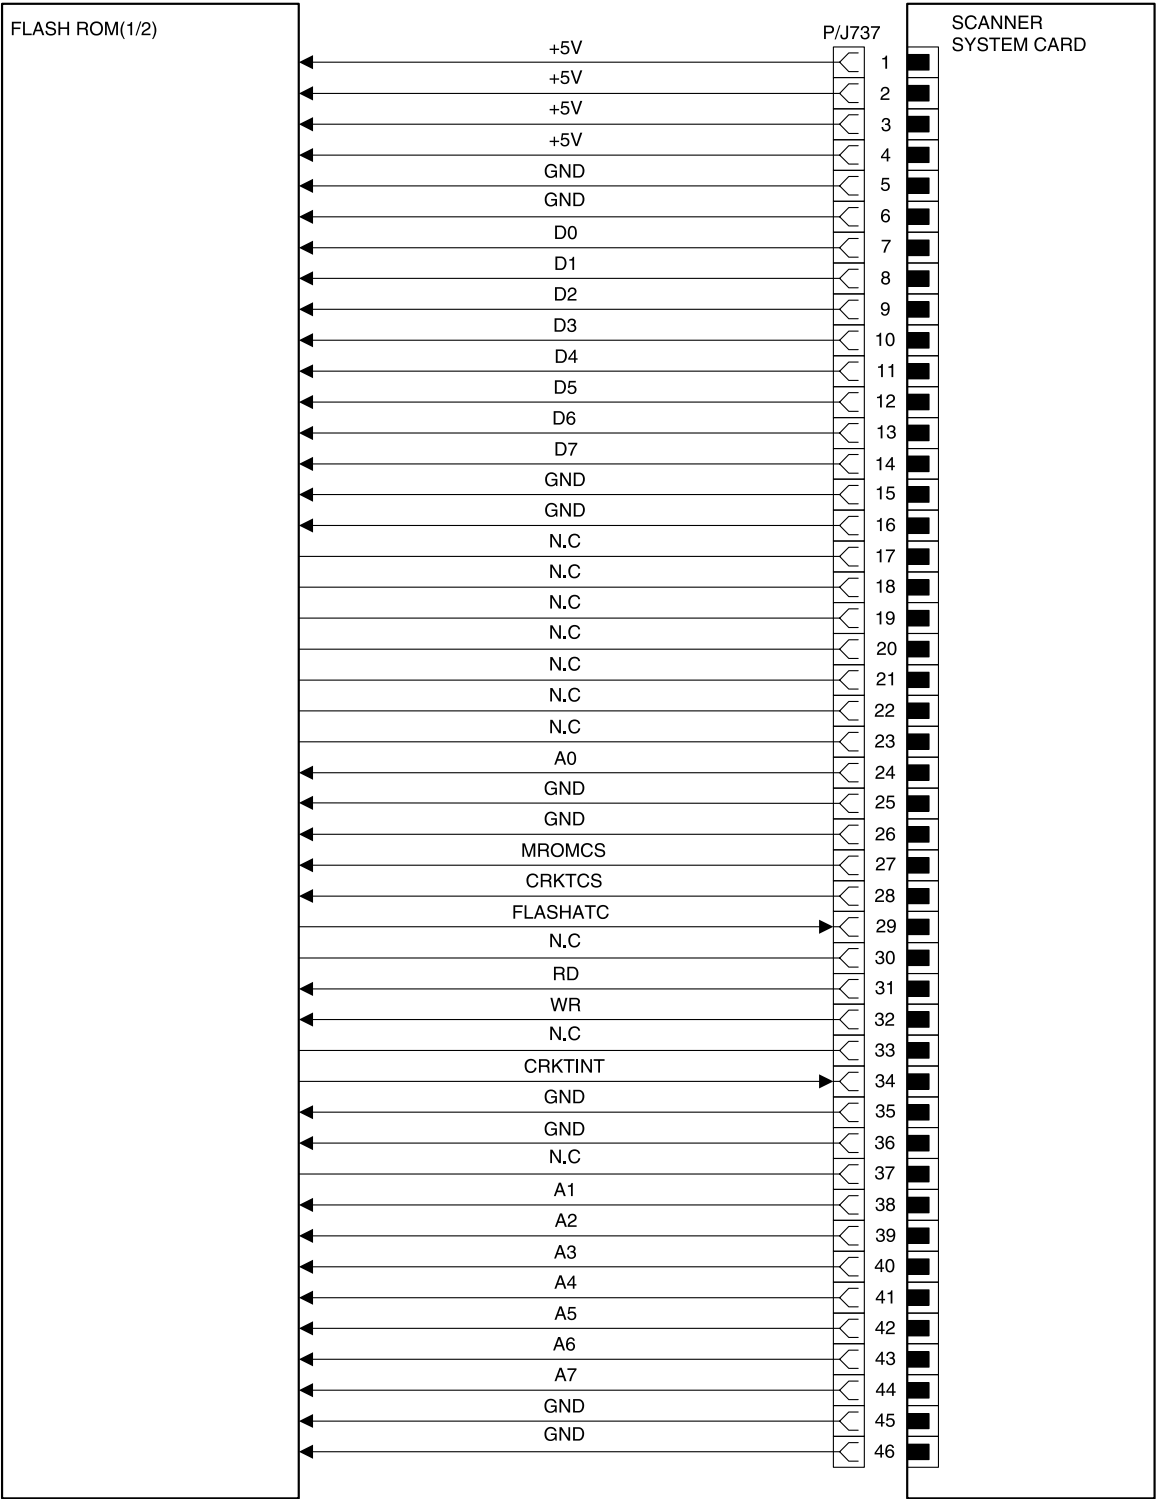 FLASH ROM(1/2)
P/J737
SCANNER
SYSTEM CARD
+5V 1
+5V 2
+5V 3
+5V 4
GND 5
GND 6
D0 7
D1 8
D2 9
D3 10
D4 11
D5 12
D6 13
D7 14
GND 15
GND 16
N.C 17
N.C 18
N.C 19
N.C 20
N.C 21
N.C 22
N.C 23
A0 24
GND 25
GND 26
MROMCS 27
CRKTCS 28
FLASHATC 29
N.C 30
RD 31
WR 32
N.C 33
CRKTINT 34
GND 35
GND 36
N.C 37
A1 38
A2 39
A3 40
A4 41
A5 42
A6 43
A7 44
GND 45
GND 46